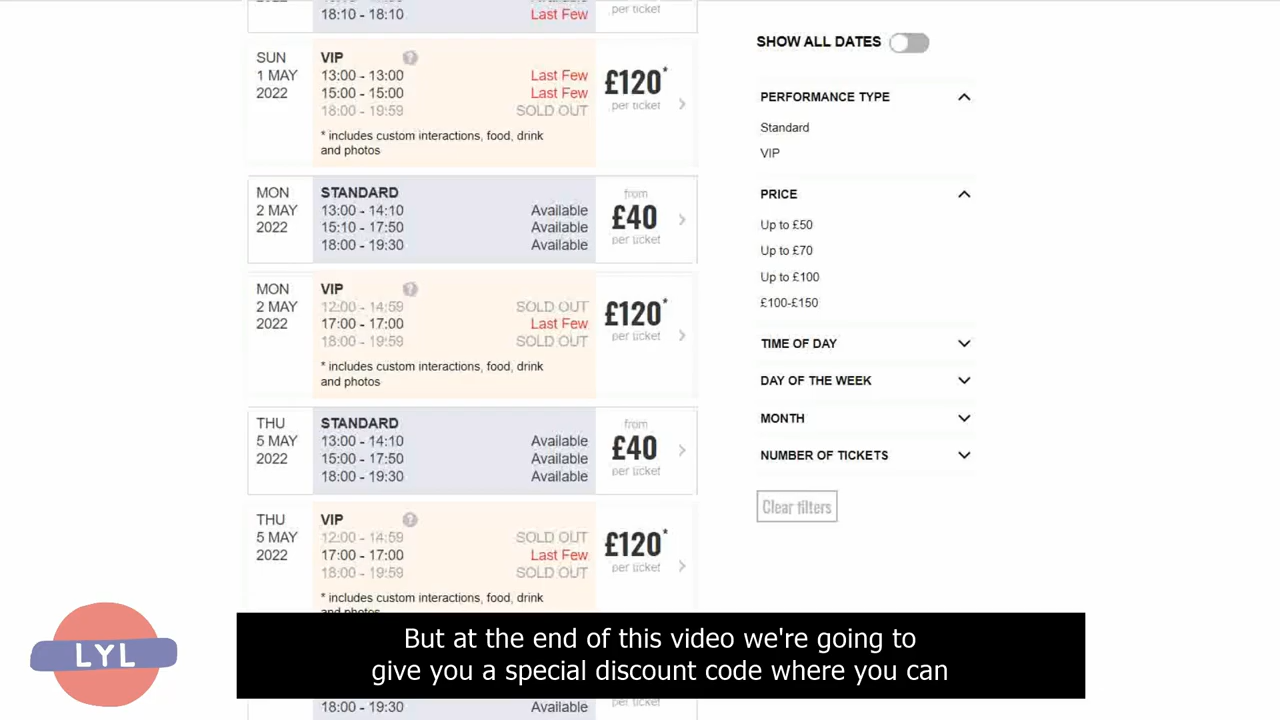 18:10 - 18:10 Last Few
per ticket
SHOW ALL DATES
SUN
1 MAY
2022
VIP
13:00 - 13:00 Last Few
15:00 - 15:00 Last Few
18:00 - 19:59 SOLD OUT
* includes custom interactions, food, drink
and photos
£120*
per ticket
PERFORMANCE TYPE
Standard
VIP
MON
2 MAY
2022
STANDARD
13:00 - 14:10 Available
15:10 - 17:50 Available
18:00 - 19:30 Available
from
£40
per ticket
PRICE
Up to £50
Up to £70
Up to £100
£100-£150
MON
2 MAY
2022
VIP
12:00 - 14:59 SOLD OUT
17:00 - 17:00 Last Few
18:00 - 19:59 SOLD OUT
* includes custom interactions, food, drink
and photos
£120*
per ticket
TIME OF DAY
DAY OF THE WEEK
MONTH
NUMBER OF TICKETS
Clear filters
THU
5 MAY
2022
STANDARD
13:00 - 14:10 Available
15:00 - 17:50 Available
18:00 - 19:30 Available
from
£40
per ticket
THU
5 MAY
2022
VIP
12:00 - 14:59 SOLD OUT
17:00 - 17:00 Last Few
18:00 - 19:59 SOLD OUT
* includes custom interactions, food, drink
and photos
£120*
per ticket
LYL
But at the end of this video we're going to
give you a special discount code where you can
18:00 - 19:30 Available
per ticket